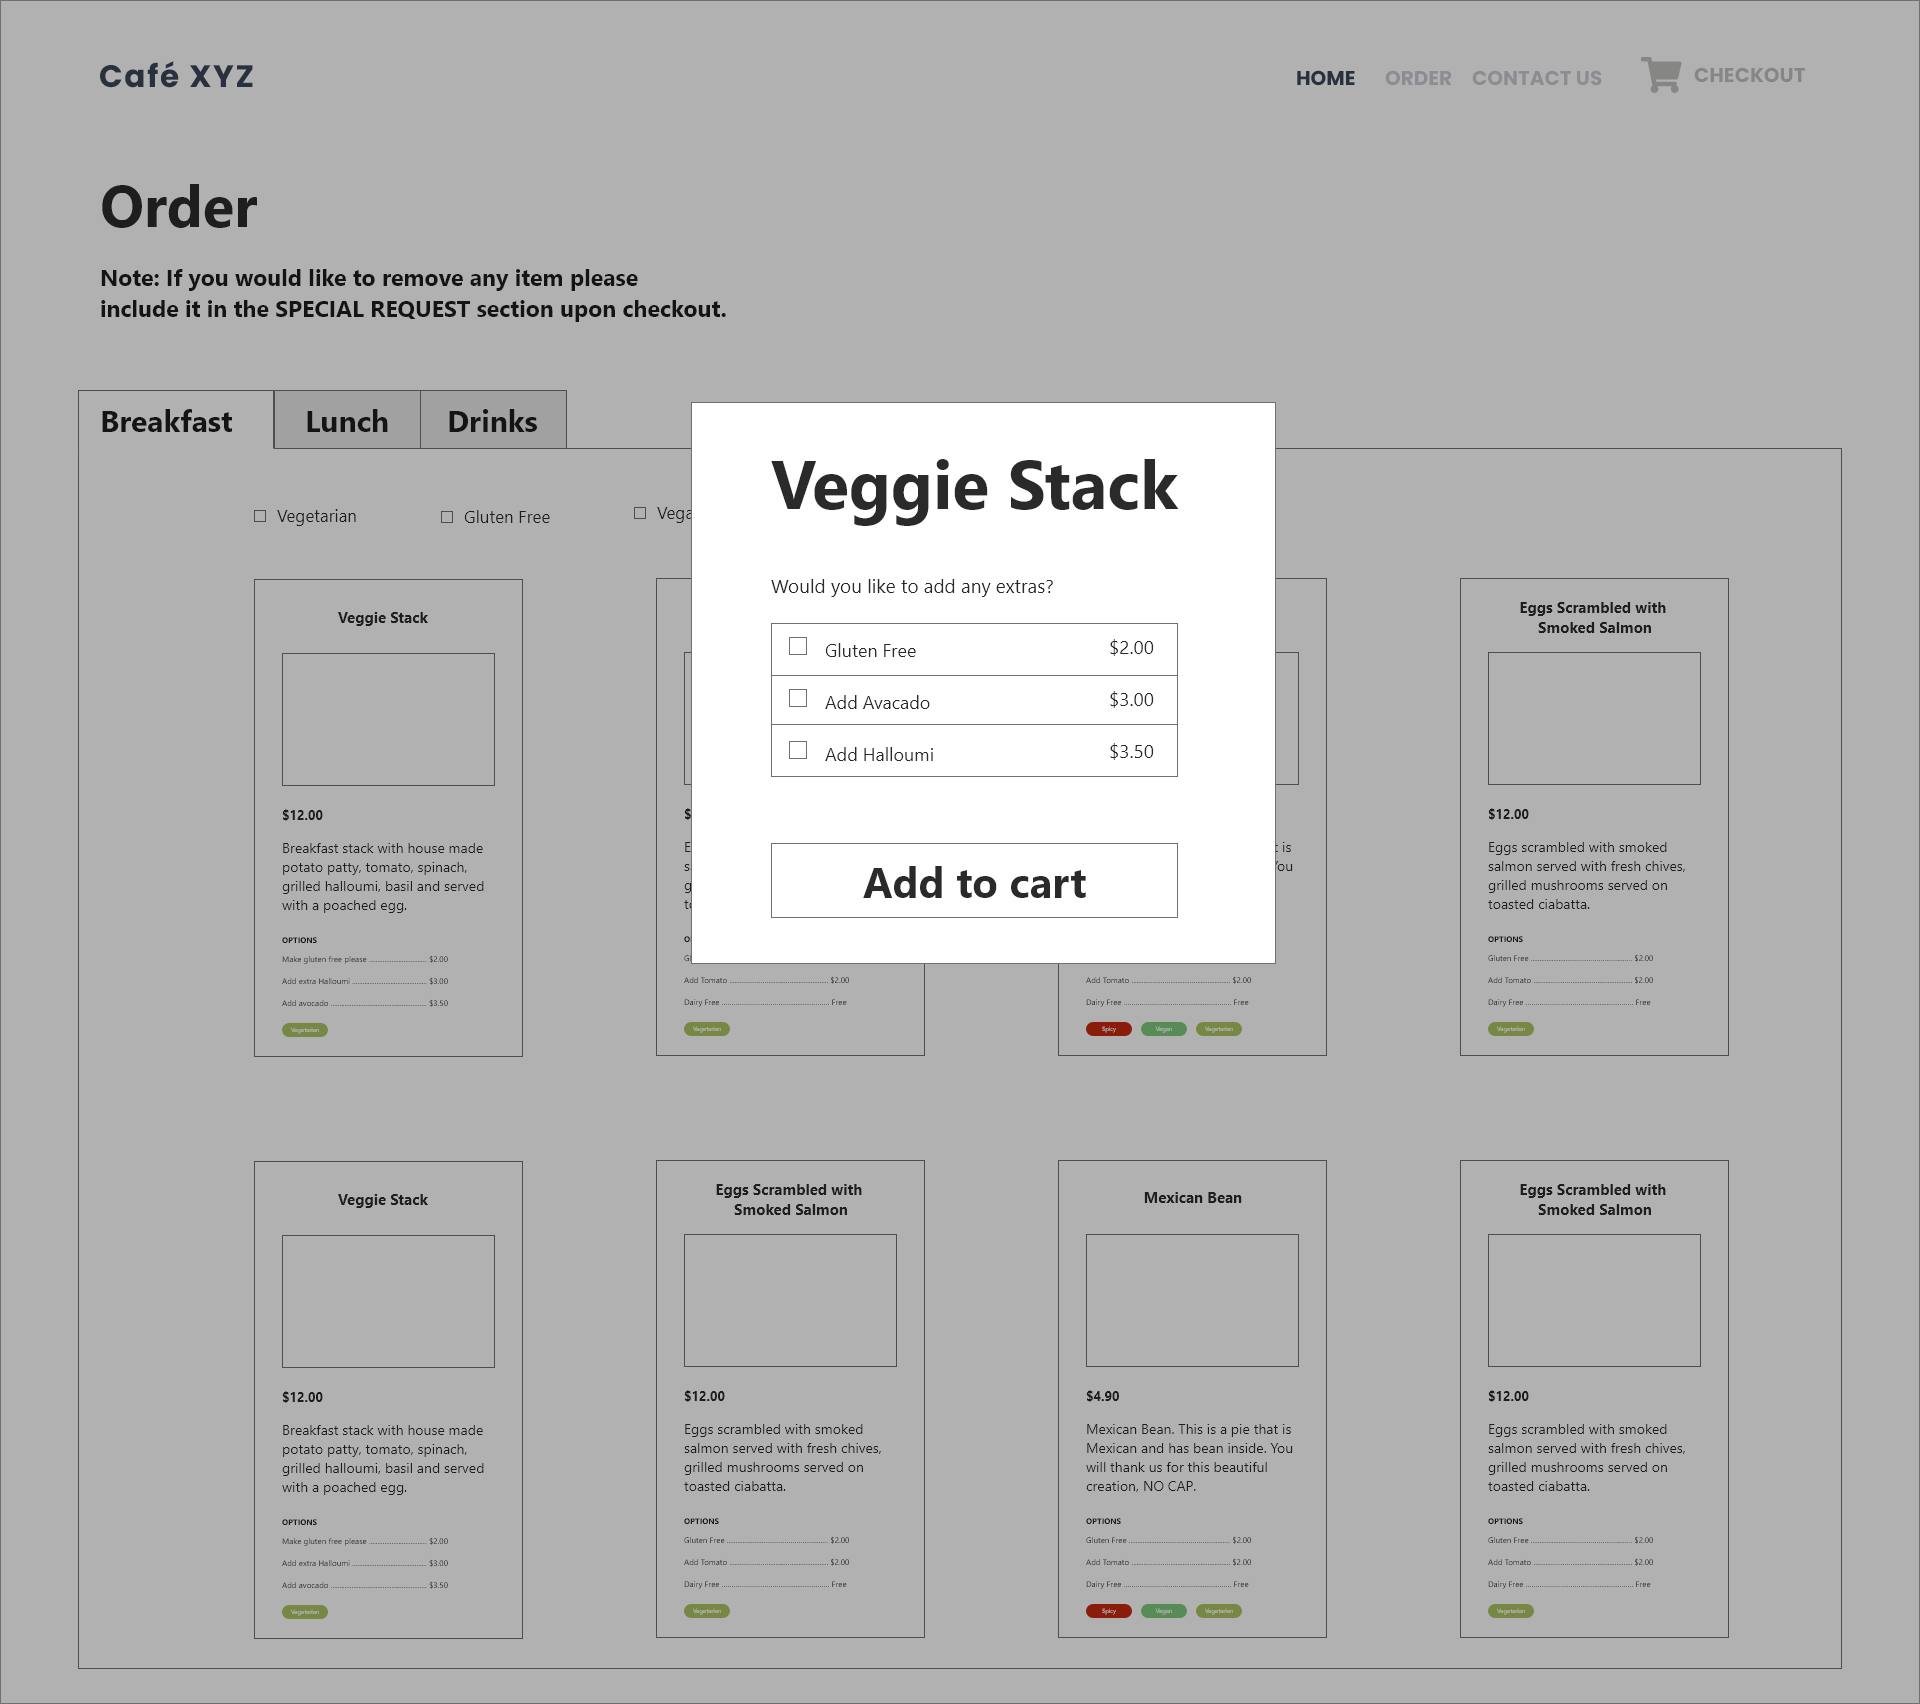 Café XYZ
HOME ORDER CONTACT US CHECKOUT
Order
Note: If you would like to remove any item please
include it in the SPECIAL REQUEST section upon checkout.
Breakfast Lunch Drinks
Vegetarian Gluten Free
Veggie Stack
Would you like to add any extras?
Gluten Free $2.00
Add Avacado $3.00
Add Halloumi $3.50
Add to cart
Veggie Stack
$12.00
Breakfast stack with house made
potato patty, tomato, spinach,
grilled halloumi, basil and served
with a poached egg.
OPTIONS
Make gluten free please $2.00
Add extra Halloumi $3.00
Add avocado $3.50
Vegetarian
Add Tomato $2.00
Dairy Free Free
Vegetarian
is
Add Tomato $2.00
Dairy Free Free
Spicy Vegan Vegetarian
Eggs Scrambled with
Smoked Salmon
$12.00
Eggs scrambled with smoked
salmon served with fresh chives,
grilled mushrooms served on
toasted ciabatta.
OPTIONS
Gluten Free $2.00
Add Tomato $2.00
Dairy Free Free
Vegetarian
Veggie Stack
$12.00
Breakfast stack with house made
potato patty, tomato, spinach,
grilled halloumi, basil and served
with a poached egg.
OPTIONS
Make gluten free please $2.00
Add extra Halloumi $3.00
Add avocado $3.50
Vegetarian
Eggs Scrambled with
Smoked Salmon
$12.00
Eggs scrambled with smoked
salmon served with fresh chives,
grilled mushrooms served on
toasted ciabatta.
OPTIONS
Gluten Free $2.00
Add Tomato $2.00
Dairy Free Free
Vegetarian
Mexican Bean
$4.90
Mexican Bean. This is a pie that is
Mexican and has bean inside. You
will thank us for this beautiful
creation, NO CAP.
OPTIONS
Gluten Free $2.00
Add Tomato $2.00
Dairy Free Free
Spicy Vegan Vegetarian
Eggs Scrambled with
Smoked Salmon
$12.00
Eggs scrambled with smoked
salmon served with fresh chives,
grilled mushrooms served on
toasted ciabatta.
OPTIONS
Gluten Free $2.00
Add Tomato $2.00
Dairy Free Free
Vegetarian